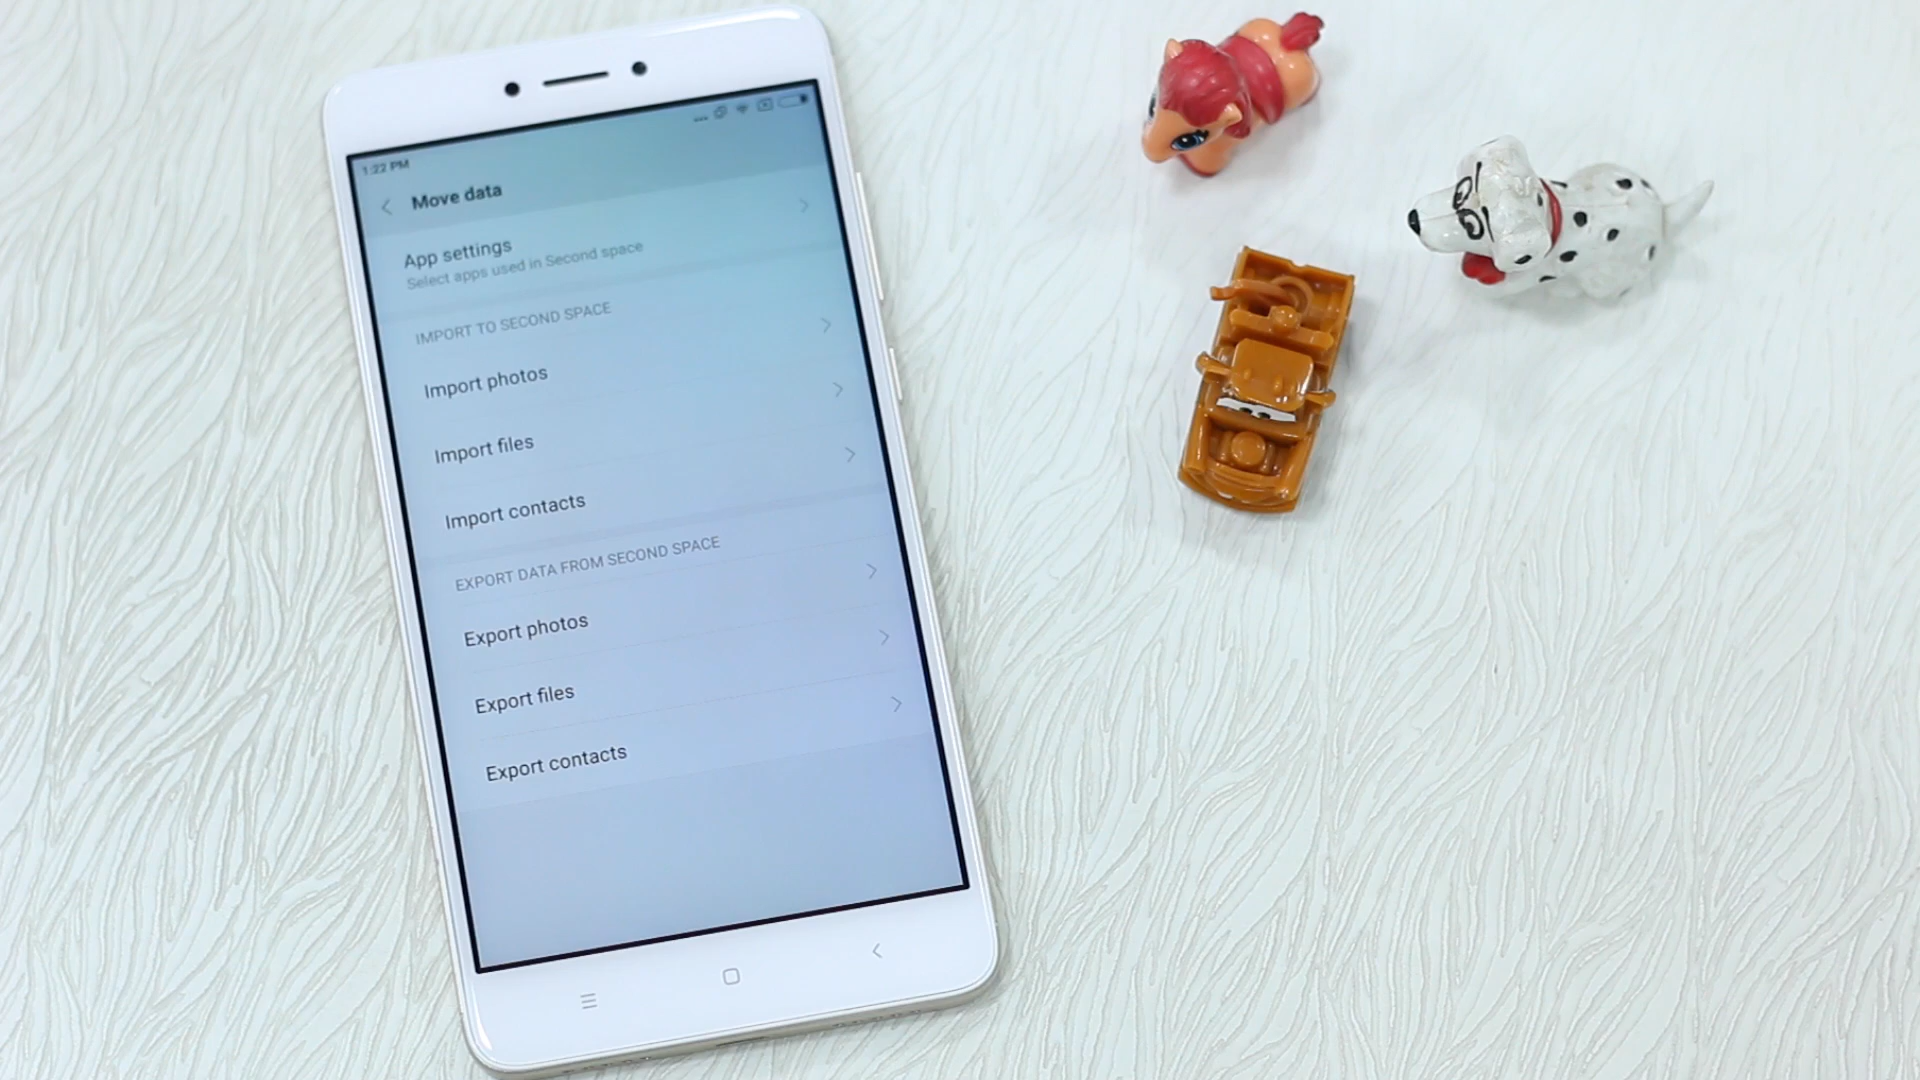 1:22 PM
Move data
App settings
Select apps used in Second space
IMPORT TO SECOND SPACE
Import photos
Import files
Import contacts
EXPORT DATA FROM SECOND SPACE
Export photos
Export files
Export contacts